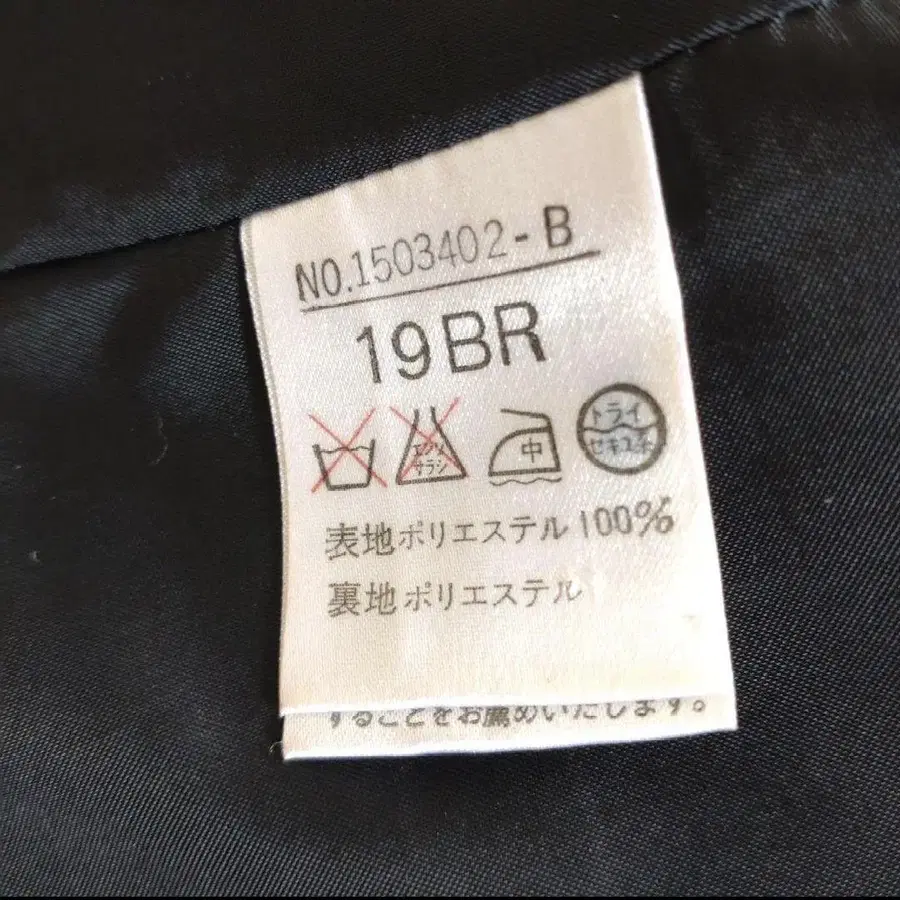 NO.1503402-B
19BR
エンソ
サラシ
中
ドライ
セキユ系
表地ポリエステル100%
裏地ポリエステル
することをお薦めいたします。